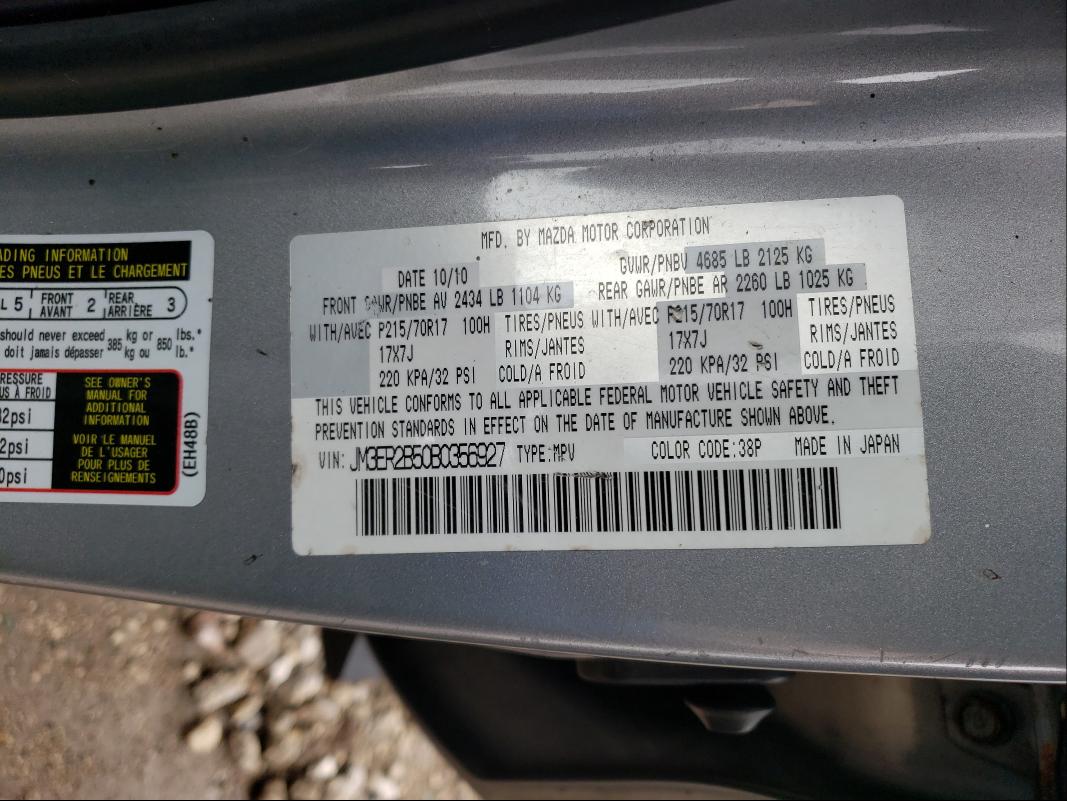 ADING INFORMATION
ES PNEUS ET LE CHARGEMENT
L 5 FRONT AVANT 2 REAR ARRIÈRE 3
should never exceed 385 kg or 850 lbs.*
doit jamais dépasser kg ou lb.*
RESSURE
US A FROID
2psi
2psi
0psi
SEE OWNER'S
MANUAL FOR
ADDITIONAL
INFORMATION
VOIR LE MANUEL
DE L'USAGER
POUR PLUS DE
RENSEIGNEMENTS
(EH48B)
MFD. BY MAZDA MOTOR CORPORATION
DATE 10/10 GVWR/PNBV 4685 LB 2125 KG
FRONT GAWR/PNBE AV 2434 LB 1104 KG REAR GAWR/PNBE AR 2260 LB 1025 KG
WITH/AVEC P215/70R17 100H TIRES/PNEUS WITH/AVEC P215/70R17 100H TIRES/PNEUS
17X7J RIMS/JANTES 17X7J RIMS/JANTES
220 KPA/32 PSI COLD/A FROID 220 KPA/32 PSI COLD/A FROID
THIS VEHICLE CONFORMS TO ALL APPLICABLE FEDERAL MOTOR VEHICLE SAFETY AND THEFT
PREVENTION STANDARDS IN EFFECT ON THE DATE OF MANUFACTURE SHOWN ABOVE.
VIN: JM3ER2B50B0356927 TYPE:MPV COLOR CODE:38P MADE IN JAPAN